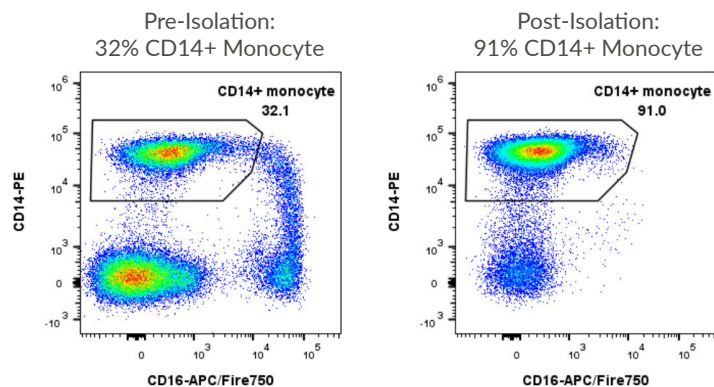 Pre-Isolation:
32% CD14+ Monocyte
Post-Isolation:
91% CD14+ Monocyte
CD14+ monocyte
32.1
10^6
10^5
10^4
10^3
0
-10^3
CD14-PE
0
10^3
10^4
10^5
CD16-APC/Fire750
CD14+ monocyte
91.0
10^6
10^5
10^4
10^3
0
-10^3
CD14-PE
0
10^3
10^4
10^5
CD16-APC/Fire750